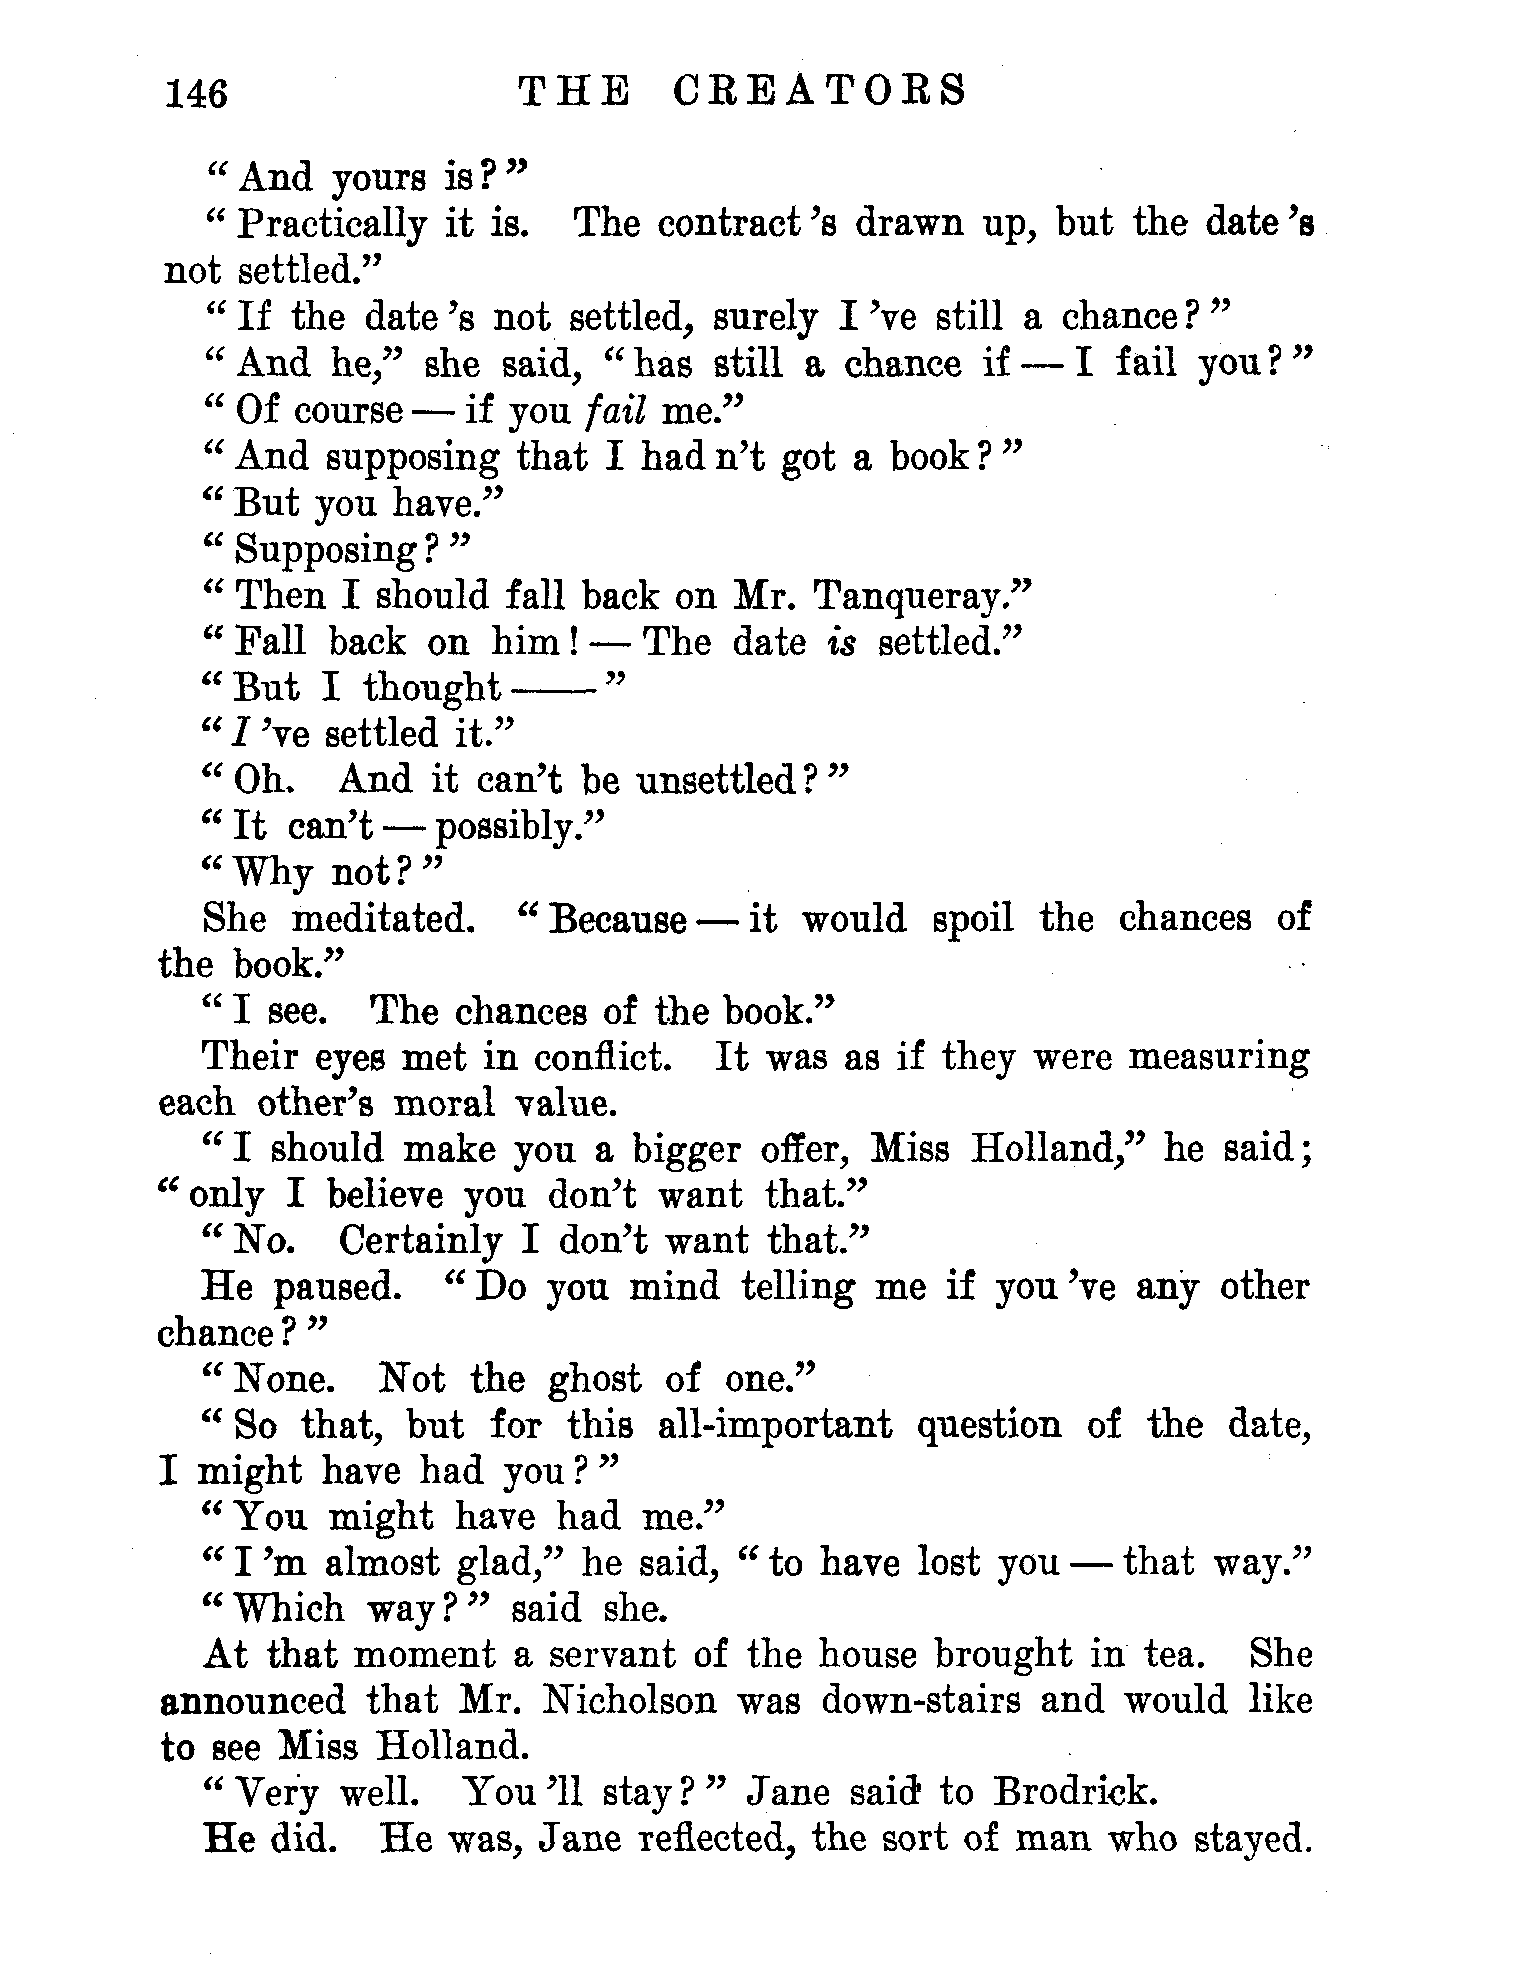 146 THE CREATORS
“And yours is?”
“Practically it is. The contract's drawn up, but the date's
not settled.”
“If the date's not settled, surely I've still a chance?”
“And he,” she said, “has still a chance if — I fail you?”
“Of course — if you fail me.”
“And supposing that I had n't got a book?”
“But you have.”
“Supposing?”
“Then I should fall back on Mr. Tanqueray.”
“Fall back on him! — The date is settled.”
“But I thought ——”
“I've settled it.”
“Oh. And it can't be unsettled?”
“It can't — possibly.”
“Why not?”
She meditated. “Because — it would spoil the chances of
the book.”
“I see. The chances of the book.”
Their eyes met in conflict. It was as if they were measuring
each other's moral value.
“I should make you a bigger offer, Miss Holland,” he said;
“only I believe you don't want that.”
“No. Certainly I don't want that.”
He paused. “Do you mind telling me if you 've any other
chance?”
“None. Not the ghost of one.”
“So that, but for this all-important question of the date,
I might have had you?”
“You might have had me.”
“I 'm almost glad,” he said, “to have lost you — that way.”
“Which way?” said she.
At that moment a servant of the house brought in tea. She
announced that Mr. Nicholson was down-stairs and would like
to see Miss Holland.
“Very well. You 'll stay?” Jane said to Brodrick.
He did. He was, Jane reflected, the sort of man who stayed.